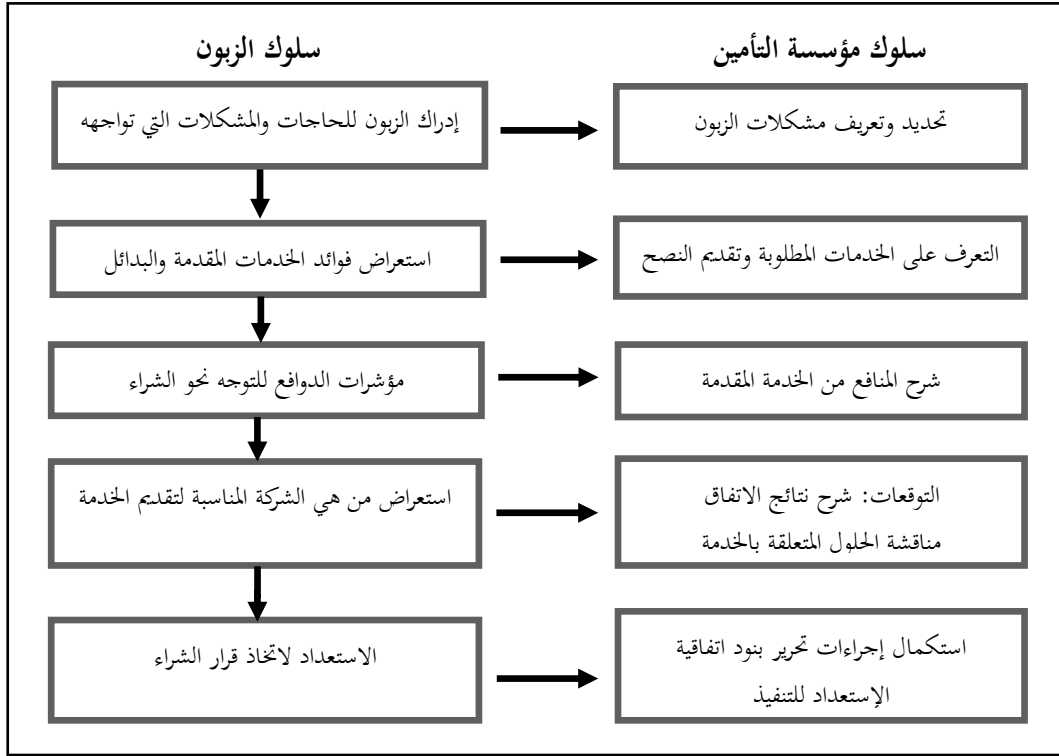 سلوك مؤسسة التأمين
سلوك الزبون
تحديد وتعريف مشكلات الزبون
إدراك الزبون للحاجات والمشكلات التي تواجهه
التعرف على الخدمات المطلوبة وتقديم النصح
استعراض فوائد الخدمات المقدمة والبدائل
شرح المنافع من الخدمة المقدمة
مؤشرات الدوافع للتوجه نحو الشراء
التوقعات: شرح نتائج الاتفاق
مناقشة الحلول المتعلقة بالخدمة
استعراض من هي الشركة المناسبة لتقديم الخدمة
استكمال إجراءات تحرير بنود اتفاقية
الإستعداد للتنفيذ
الاستعداد لاتخاذ قرار الشراء